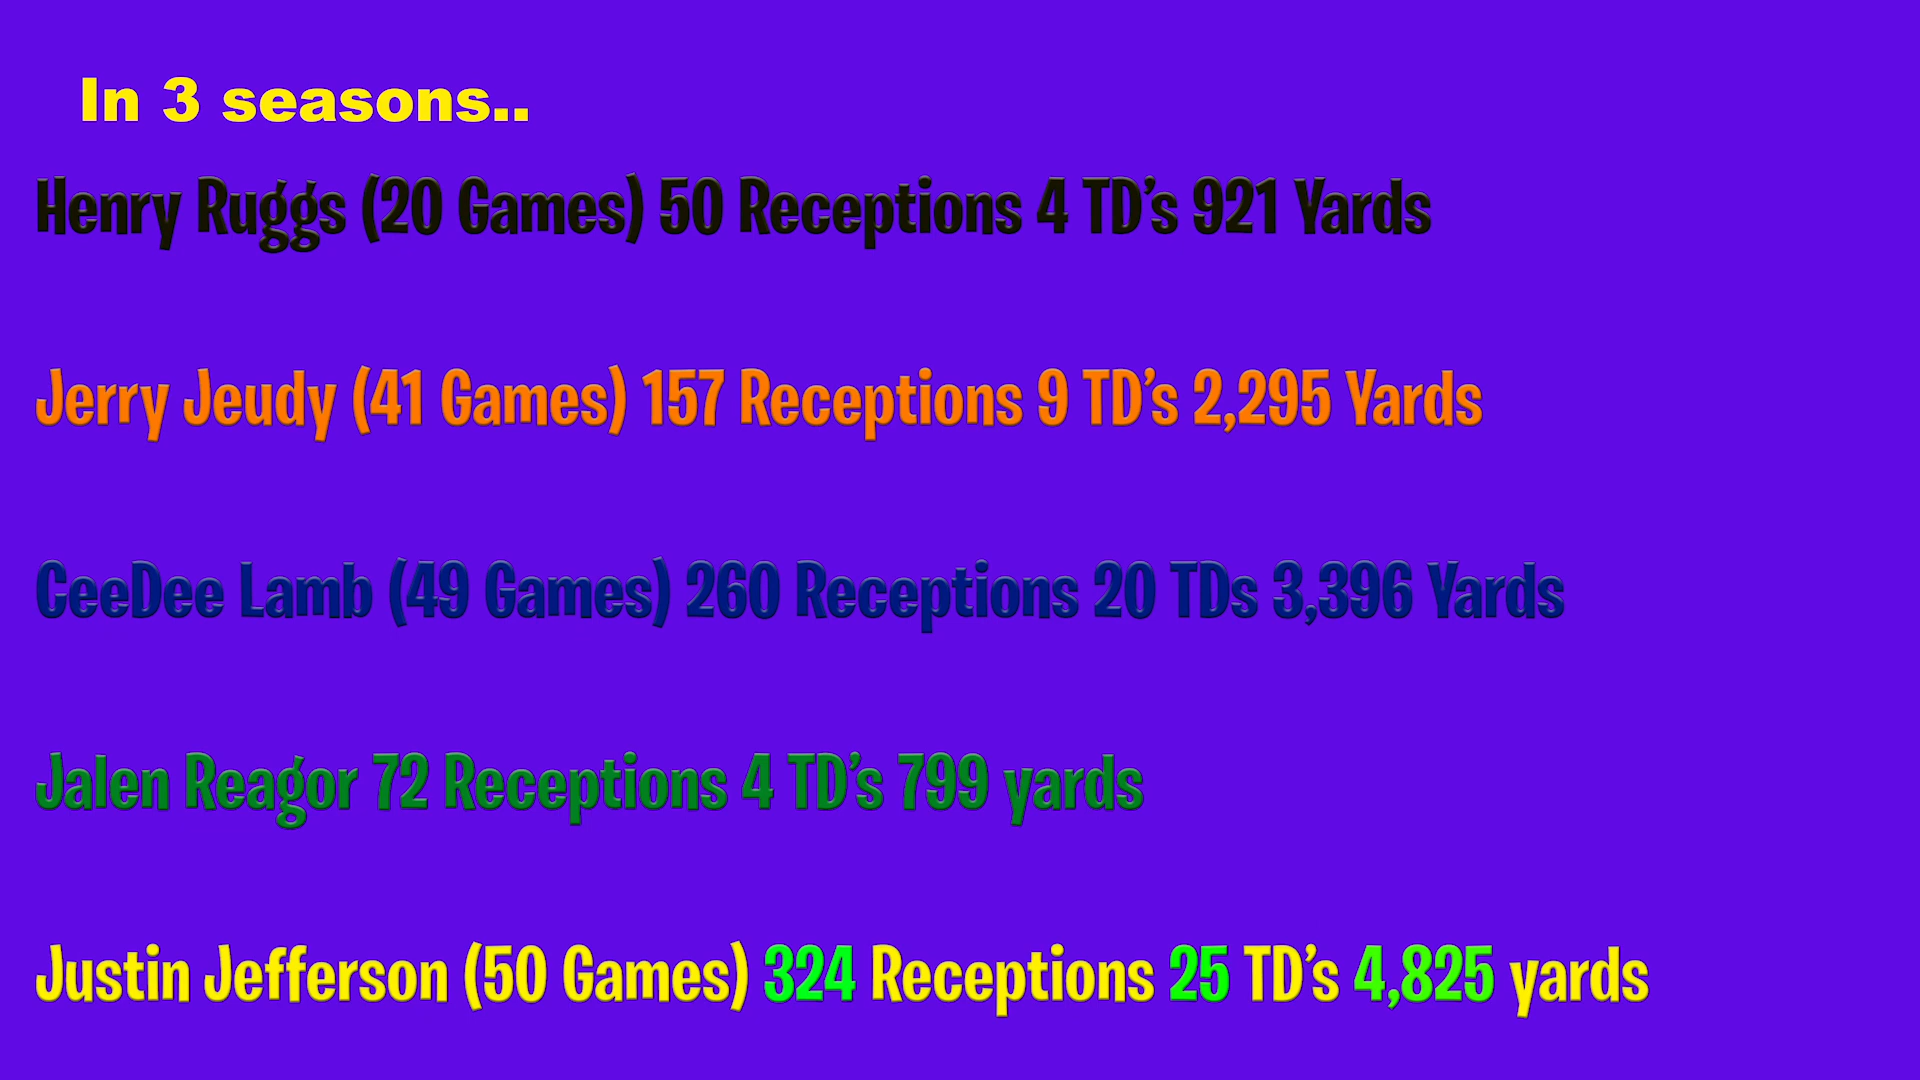 In 3 seasons..
Henry Ruggs (20 Games) 50 Receptions 4 TD’s 921 Yards
Jerry Jeudy (41 Games) 157 Receptions 9 TD’s 2,295 Yards
CeeDee Lamb (49 Games) 260 Receptions 20 TDs 3,396 Yards
Jalen Reagor 72 Receptions 4 TD’s 799 yards
Justin Jefferson (50 Games) 324 Receptions 25 TD’s 4,825 yards